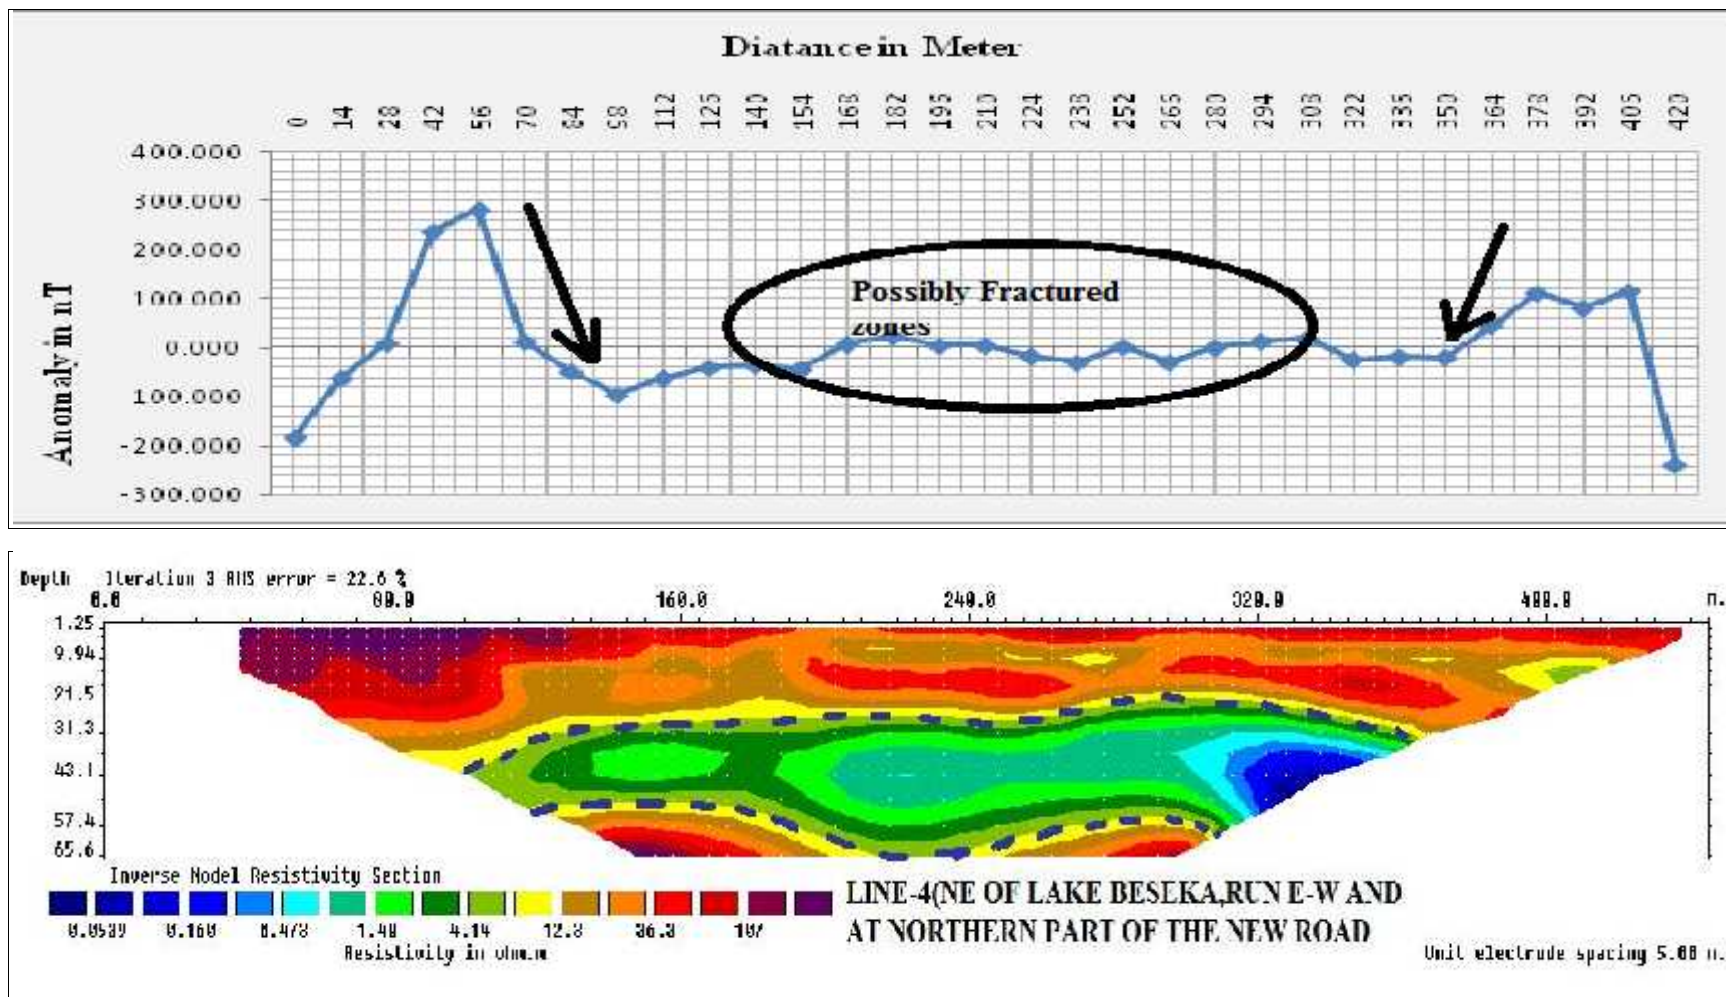 Diatance in Meter
0 14 28 42 56 70 84 98 112 126 140 154 168 182 196 210 224 238 252 266 280 294 308 322 336 350 364 378 392 406 420
400.000
300.000
200.000
100.000
0.000
100.000
-200.000
-300.000
Anomaly in nT
Possibly Fractured
zones
Depth Iteration 3 RMS error = 22.6 %
0.0 80.0 160.0 240.0 320.0 400.0 m.
1.25
9.94
21.5
31.3
43.1
57.4
65.6
Inverse Model Resistivity Section
0.160 0.478 1.40 4.14 12.3 36.3 107
Resistivity in ohm.m
LINE-4(NE OF LAKE BESEKA,RUN E-W AND
AT NORTHERN PART OF THE NEW ROAD
Unit electrode spacing 5.00 m.